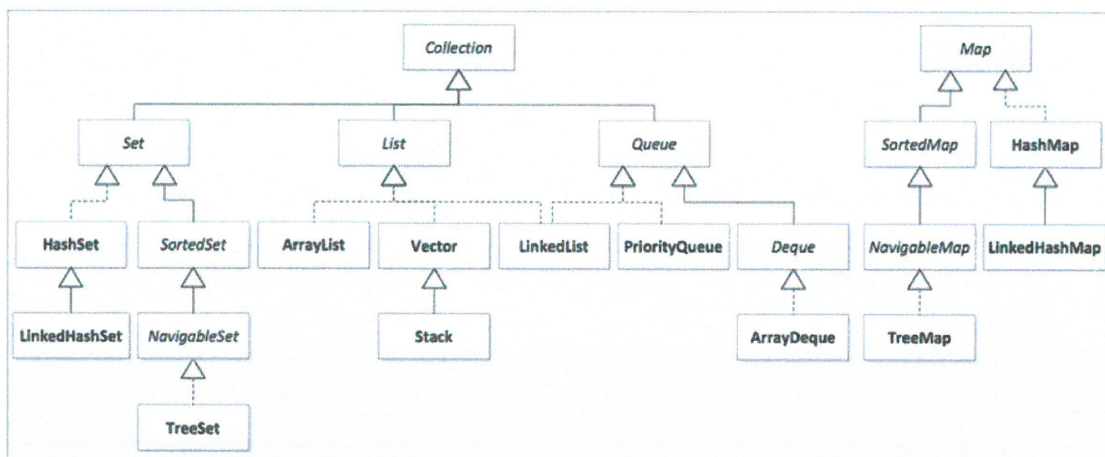 Collection
Map
Set
List
Queue
SortedMap
HashMap
HashSet
SortedSet
ArrayList
Vector
LinkedList
PriorityQueue
Deque
NavigableMap
LinkedHashMap
LinkedHashSet
NavigableSet
Stack
ArrayDeque
TreeMap
TreeSet